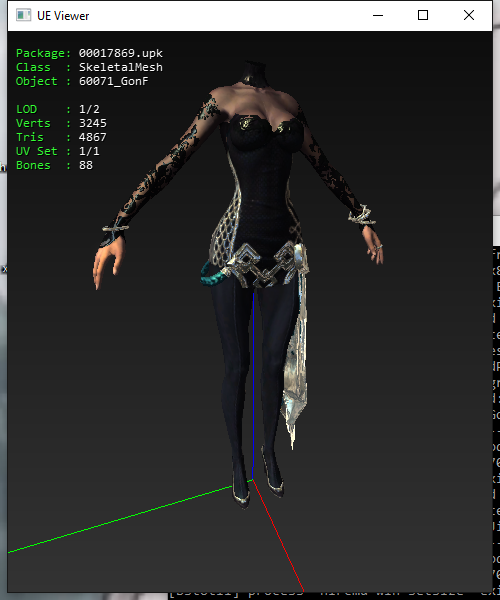 UE Viewer
Package: 00017869.upk
Class : SkeletalMesh
Object : 60071_GonF
LOD : 1/2
Verts : 3245
Tris : 4867
UV Set : 1/1
Bones : 88